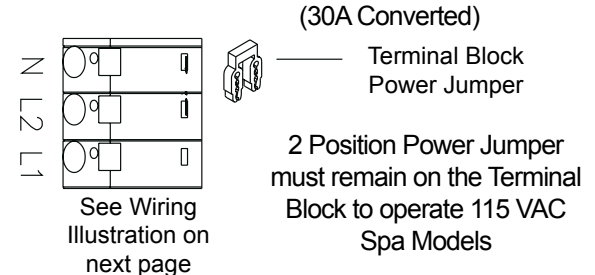 (30A Converted)
Terminal Block
Power Jumper
N
L2
L1
2 Position Power Jumper
must remain on the Terminal
Block to operate 115 VAC
Spa Models
See Wiring
Illustration on
next page